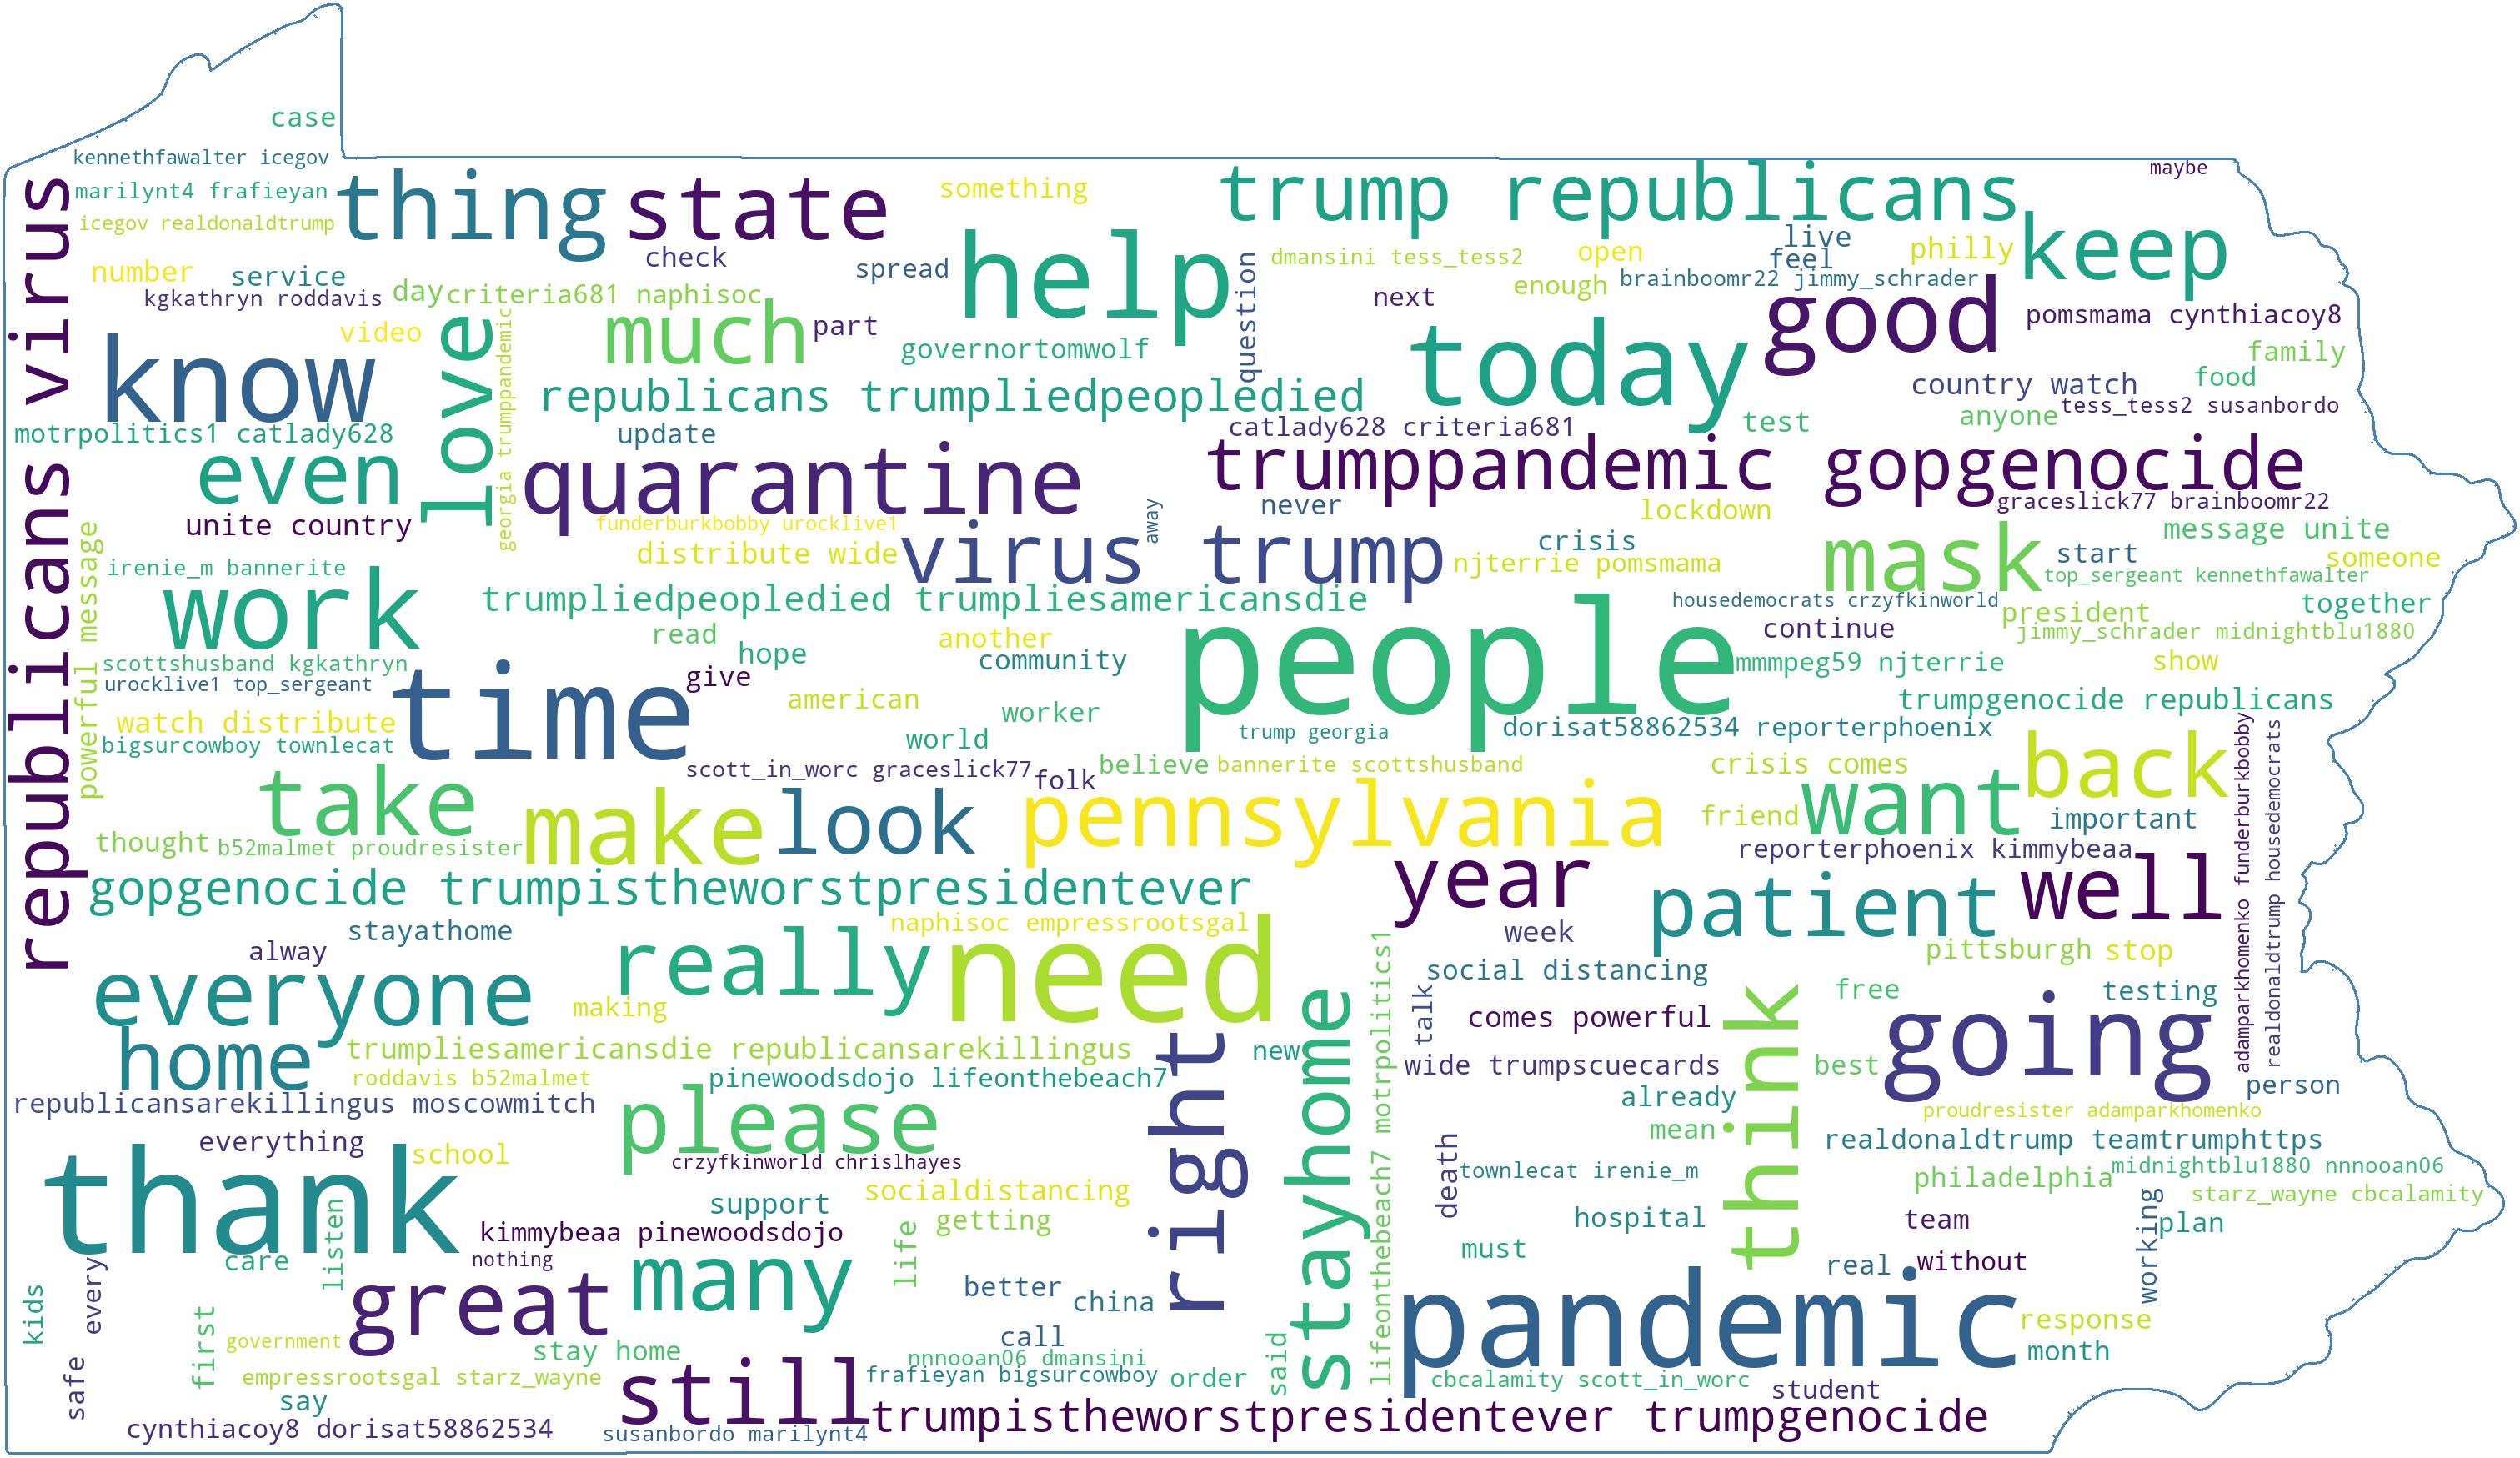 case
kennethfawalter icegov
maybe
marilynt4 frafieyan
thing
state
something
trump republicans
icegov realdonaldtrump
republicans virus
check
help
live
philly
keep
number
service
spread
dmansini tess_tess2
open
feel
kgkathryn roddavis
day
criteria681 naphisoc
question
next
enough
brainboomr22 jimmy_schrader
good
video
much
part
pomsmama cynthiacoy8
know
love
georgia trumppandemic
governortomwolf
today
family
republicans trumpliedpeopledied
country watch
food
motrpolitics1 catlady628
update
catlady628 criteria681
test
anyone
tess_tess2 susanbordo
even
quarantine
trumppandemic gopgenocide
unite country
funderburkbobby urocklive1
away
never
lockdown
graceslick77 brainboomr22
powerful message
distribute wide
virus trump
crisis
mask
message unite
start
someone
irenie_m bannerite
njterrie pomsmama
top_sergeant kennethfawalter
work
trumpliedpeopledied trumpliesamericansdie
people
housedemocrats crzyfkinworld
president
together
read
hope
another
continue
jimmy_schrader midnightblu1880
scottshusband kgkathryn
time
give
community
mmmpeg59 njterrie
show
urocklive1 top_sergeant
american
trumpgenocide republicans
watch distribute
worker
bigsurcowboy townlecat
world
trump georgia
dorisat58862534 reporterphoenix
adamparkhomenko funderburkbobby
realdonaldtrump housedemocrats
scott_in_worc graceslick77
folk
believe
bannerite scottshusband
crisis comes
back
take
make
look
pennsylvania
friend
want
important
thought
b52malmet proudresister
reporterphoenix kimmybeaa
gopgenocide trumpistheworstpresidentever
year
patient
well
stayathome
naphisoc empressrootsgal
week
alway
really
need
pittsburgh
stop
everyone
social distancing
making
stayhome
lifeonthebeach7 motrpolitics1
talk
free
testing
comes powerful
think
going
home
trumpliesamericansdie republicansarekillingus
right
new
wide trumpscuecards
best
roddavis b52malmet
pinewoodsdojo lifeonthebeach7
person
republicansarekillingus moscowmitch
please
already
proudresister adamparkhomenko
everything
school
mean
realdonaldtrump teamtrumphttps
thank
crzyfkinworld chrislhayes
death
townlecat irenie_m
midnightblu1880 nnnooan06
philadelphia
support
socialdistancing
starz_wayne cbcalamity
kimmybeaa pinewoodsdojo
getting
hospital
team
working
plan
listen
life
care
nothing
many
must
real
without
kids
every
great
better
china
pandemic
first
government
stay home
call
response
safe
nnnooan06 dmansini
said
month
empressrootsgal starz_wayne
still
frafieyan bigsurcowboy
order
cbcalamity scott_in_worc
student
say
cynthiacoy8 dorisat58862534
susanbordo marilynt4
trumpistheworstpresidentever trumpgenocide